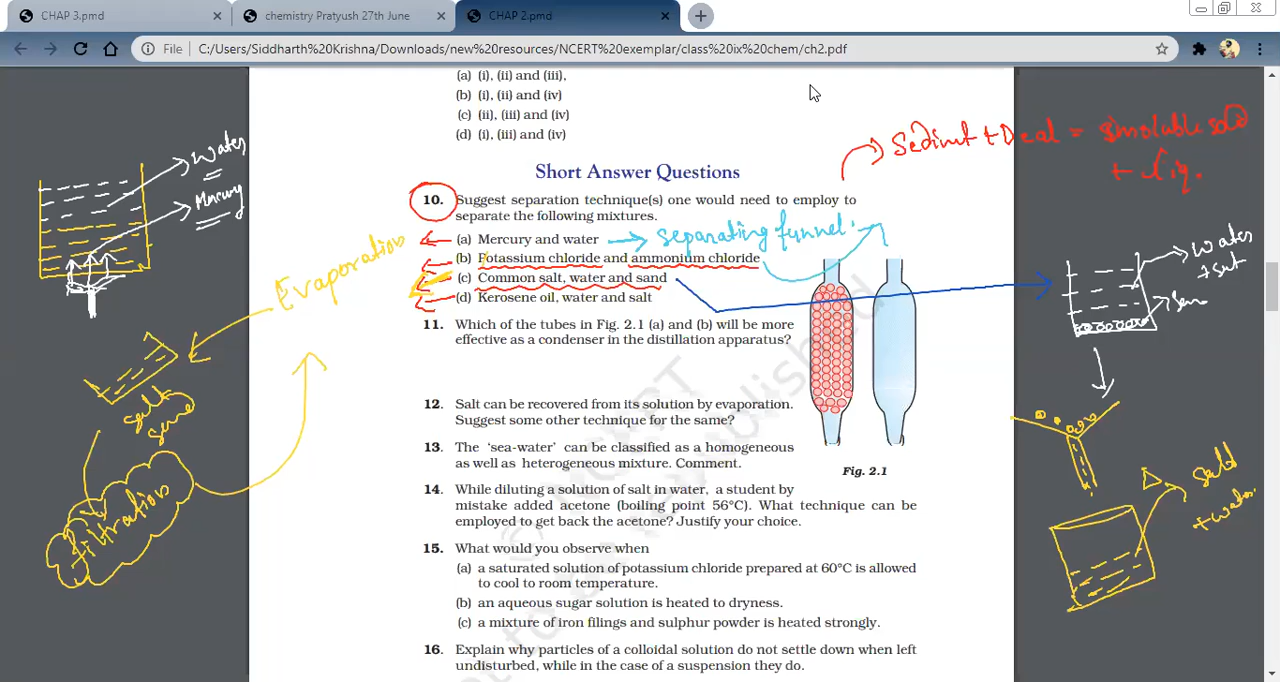 CHAP 3.pmd
chemistry Pratyush 27th June
CHAP 2.pmd
File
C:/Users/Siddharth%20Krishna/Downloads/new%20resources/NCERT%20exemplar/class%20ix%20chem/ch2.pdf
(a) (i), (ii) and (iii),
(b) (i), (ii) and (iv)
(c) (ii), (iii) and (iv)
(d) (i), (iii) and (iv)
Short Answer Questions
10. Suggest separation technique(s) one would need to employ to
separate the following mixtures.
(a) Mercury and water
(b) Potassium chloride and ammonium chloride
(c) Common salt, water and sand
(d) Kerosene oil, water and salt
11. Which of the tubes in Fig. 2.1 (a) and (b) will be more
effective as a condenser in the distillation apparatus?
12. Salt can be recovered from its solution by evaporation.
Suggest some other technique for the same?
13. The ‘sea-water’ can be classified as a homogeneous
as well as heterogeneous mixture. Comment.
Fig. 2.1
14. While diluting a solution of salt in water, a student by
mistake added acetone (boiling point 56°C). What technique can be
employed to get back the acetone? Justify your choice.
15. What would you observe when
(a) a saturated solution of potassium chloride prepared at 60°C is allowed
to cool to room temperature.
(b) an aqueous sugar solution is heated to dryness.
(c) a mixture of iron filings and sulphur powder is heated strongly.
16. Explain why particles of a colloidal solution do not settle down when left
undisturbed, while in the case of a suspension they do.
Water
Mercury
Evaporation
salt
Filtration
separating funnel
+ liq.
Water
+ salt
salt
+ water